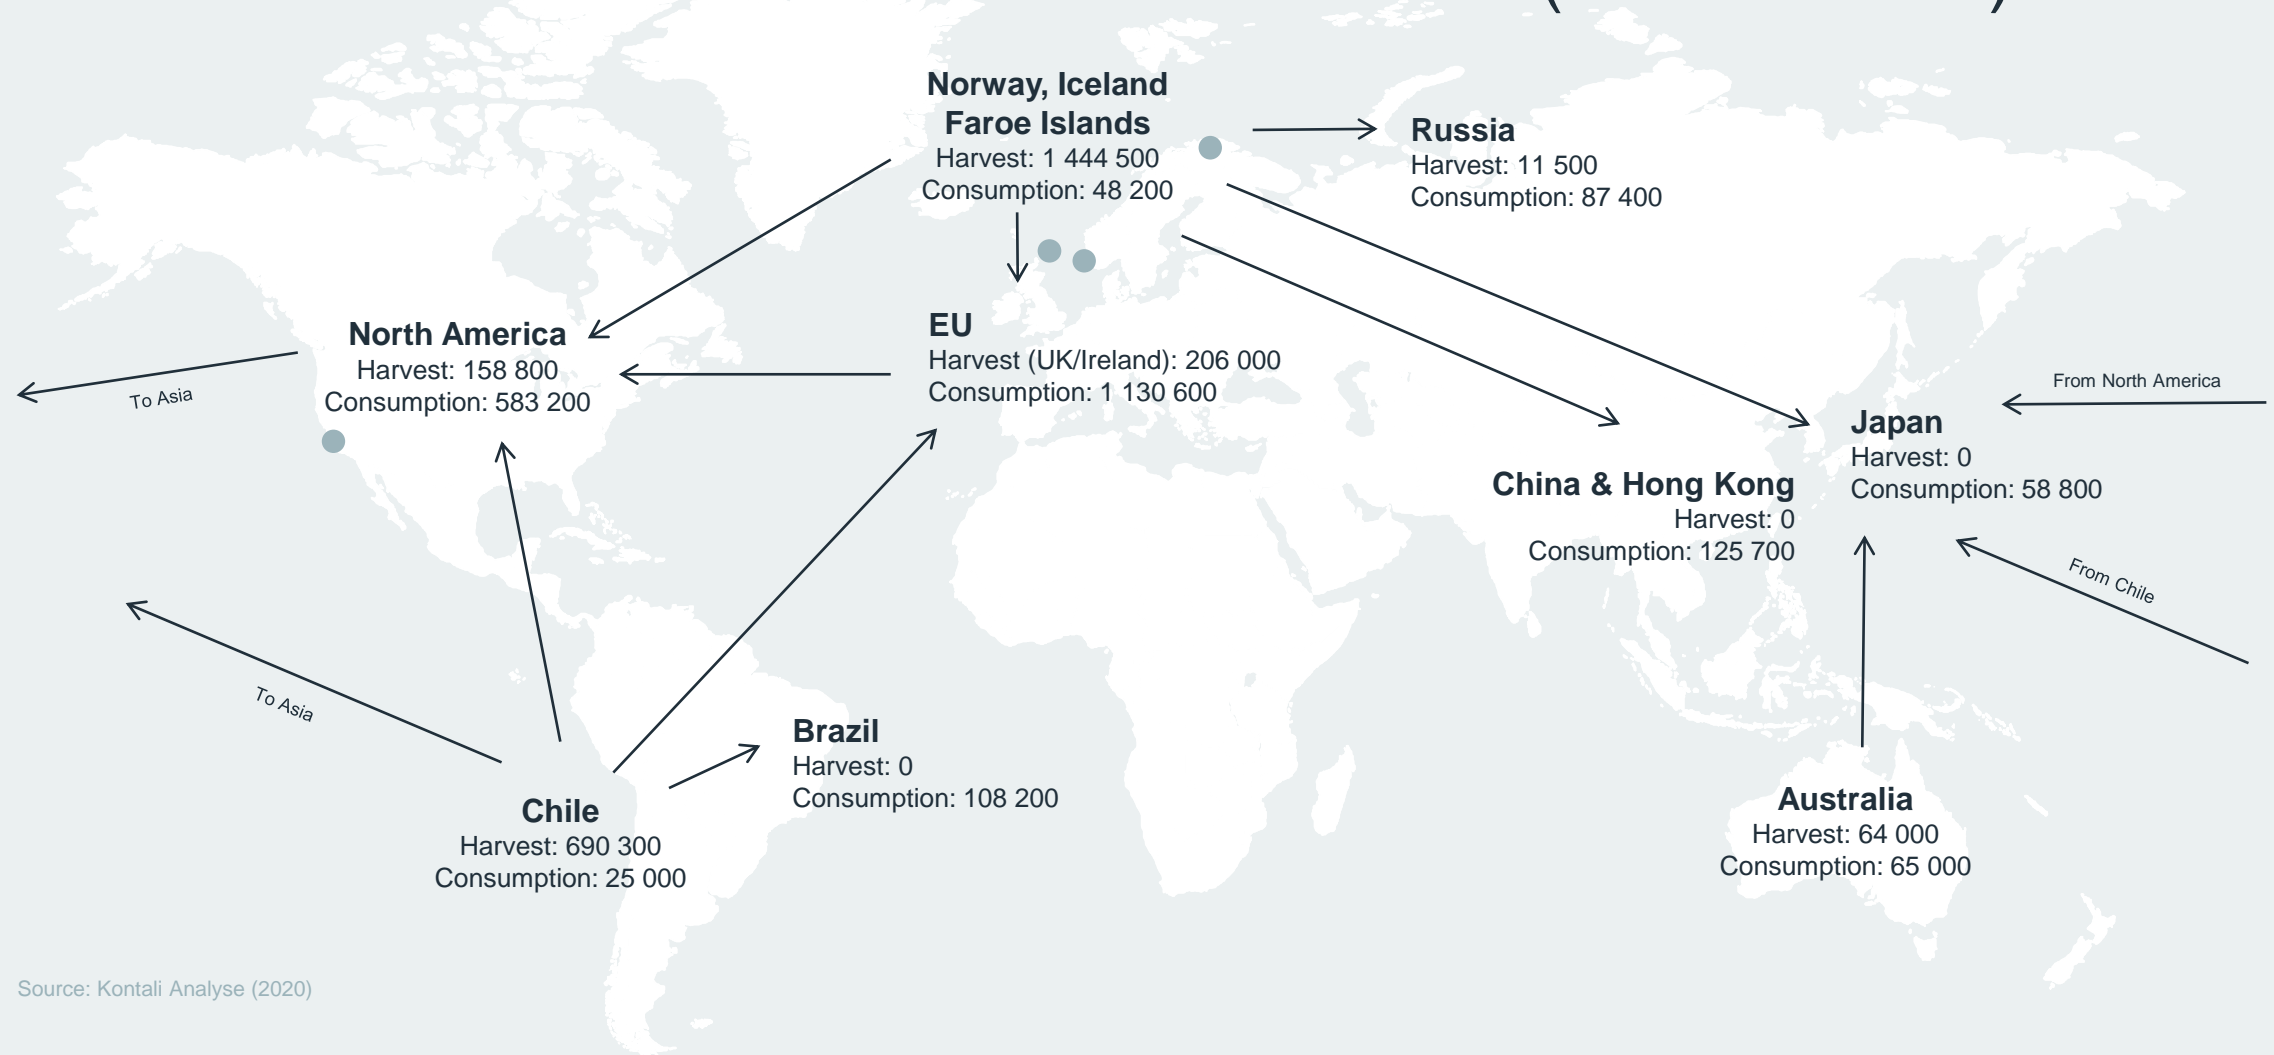 Norway, Iceland
Faroe Islands
Harvest: 1 444 500
Consumption: 48 200
Russia
Harvest: 11 500
Consumption: 87 400
North America
Harvest: 158 800
Consumption: 583 200
To Asia
EU
Harvest (UK/Ireland): 206 000
Consumption: 1 130 600
From North America
Japan
Harvest: 0
Consumption: 58 800
China & Hong Kong
Harvest: 0
Consumption: 125 700
From Chile
To Asia
Brazil
Harvest: 0
Consumption: 108 200
Chile
Harvest: 690 300
Consumption: 25 000
Australia
Harvest: 64 000
Consumption: 65 000
Source: Kontali Analyse (2020)